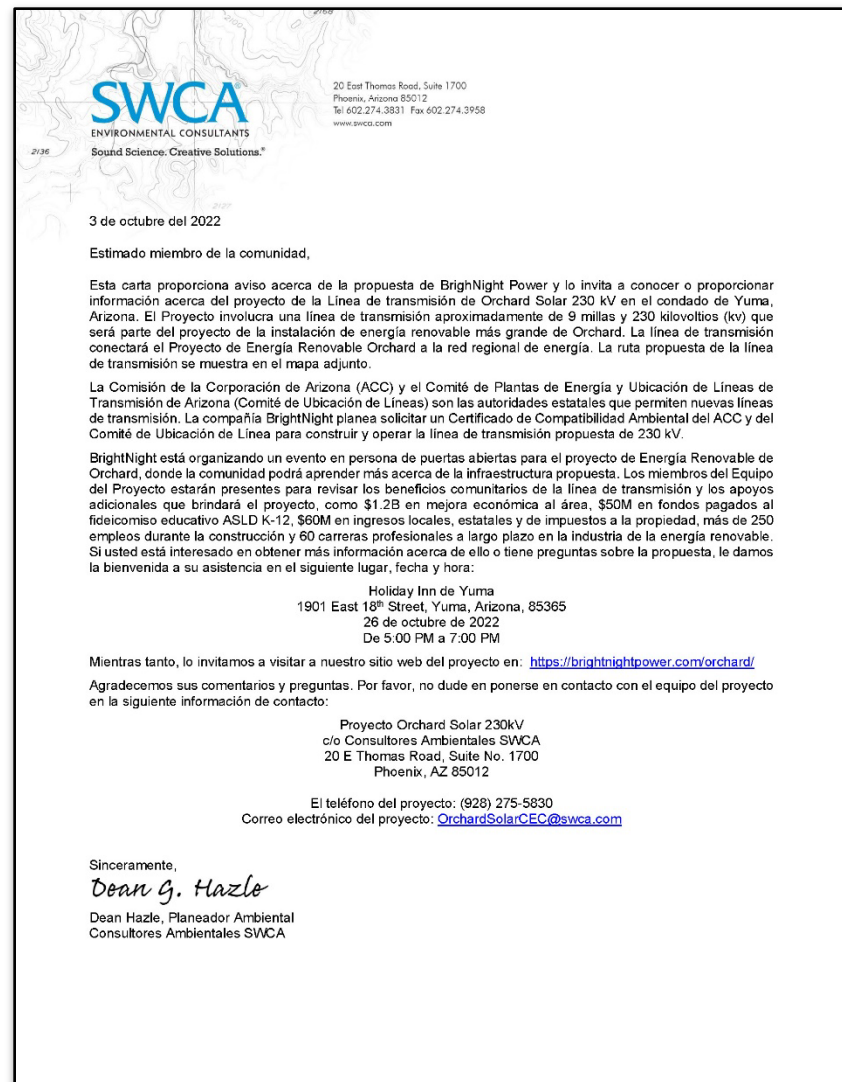 SWCA
ENVIRONMENTAL CONSULTANTS
Sound Science. Creative Solutions.®
20 East Thomas Road, Suite 1700
Phoenix, Arizona 85012
Tel 602.274.3831 Fax 602.274.3958
www.swca.com
2168
2100
2136
2127
3 de octubre del 2022
Estimado miembro de la comunidad,
Esta carta proporciona aviso acerca de la propuesta de BrighNight Power y lo invita a conocer o proporcionar
información acerca del proyecto de la Línea de transmisión de Orchard Solar 230 kV en el condado de Yuma,
Arizona. El Proyecto involucra una línea de transmisión aproximadamente de 9 millas y 230 kilovoltios (kv) que
será parte del proyecto de la instalación de energía renovable más grande de Orchard. La línea de transmisión
conectará el Proyecto de Energía Renovable Orchard a la red regional de energía. La ruta propuesta de la línea
de transmisión se muestra en el mapa adjunto.
La Comisión de la Corporación de Arizona (ACC) y el Comité de Plantas de Energía y Ubicación de Líneas de
Transmisión de Arizona (Comité de Ubicación de Líneas) son las autoridades estatales que permiten nuevas líneas
de transmisión. La compañía BrightNight planea solicitar un Certificado de Compatibilidad Ambiental del ACC y del
Comité de Ubicación de Línea para construir y operar la línea de transmisión propuesta de 230 kV.
BrightNight está organizando un evento en persona de puertas abiertas para el proyecto de Energía Renovable de
Orchard, donde la comunidad podrá aprender más acerca de la infraestructura propuesta. Los miembros del Equipo
del Proyecto estarán presentes para revisar los beneficios comunitarios de la línea de transmisión y los apoyos
adicionales que brindará el proyecto, como $1.2B en mejora económica al área, $50M en fondos pagados al
fideicomiso educativo ASLD K-12, $60M en ingresos locales, estatales y de impuestos a la propiedad, más de 250
empleos durante la construcción y 60 carreras profesionales a largo plazo en la industria de la energía renovable.
Si usted está interesado en obtener más información acerca de ello o tiene preguntas sobre la propuesta, le damos
la bienvenida a su asistencia en el siguiente lugar, fecha y hora:
Holiday Inn de Yuma
1901 East 18th Street, Yuma, Arizona, 85365
26 de octubre de 2022
De 5:00 PM a 7:00 PM
Mientras tanto, lo invitamos a visitar a nuestro sitio web del proyecto en: https://brightnightpower.com/orchard/
Agradecemos sus comentarios y preguntas. Por favor, no dude en ponerse en contacto con el equipo del proyecto
en la siguiente información de contacto:
Proyecto Orchard Solar 230kV
c/o Consultores Ambientales SWCA
20 E Thomas Road, Suite No. 1700
Phoenix, AZ 85012
El teléfono del proyecto: (928) 275-5830
Correo electrónico del proyecto: OrchardSolarCEC@swca.com
Sinceramente,
Dean G. Hazle
Dean Hazle, Planeador Ambiental
Consultores Ambientales SWCA